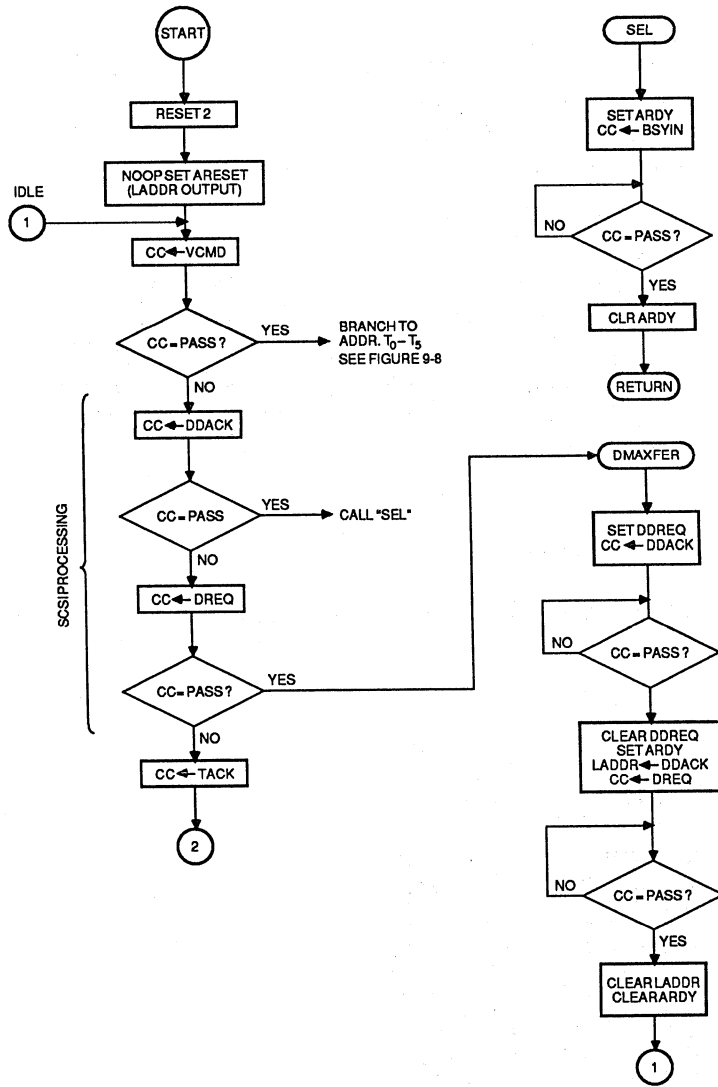 START
RESET 2
NOOP SET ARESET
(LADDR OUTPUT)
IDLE
1
CC←VCMD
CC = PASS ?
YES
BRANCH TO
ADDR. T0 – T5
SEE FIGURE 9-8
NO
SCSI PROCESSING
CC←DDACK
CC = PASS
YES
CALL "SEL"
NO
CC←DREQ
CC = PASS ?
YES
NO
CC←TACK
2
SEL
SET ARDY
CC←BSYIN
NO
CC = PASS ?
YES
CLR ARDY
RETURN
DMAXFER
SET DDREQ
CC←DDACK
NO
CC = PASS ?
CLEAR DDREQ
SET ARDY
LADDR←DDACK
CC←DREQ
NO
CC = PASS ?
YES
CLEAR LADDR
CLEAR ARDY
1